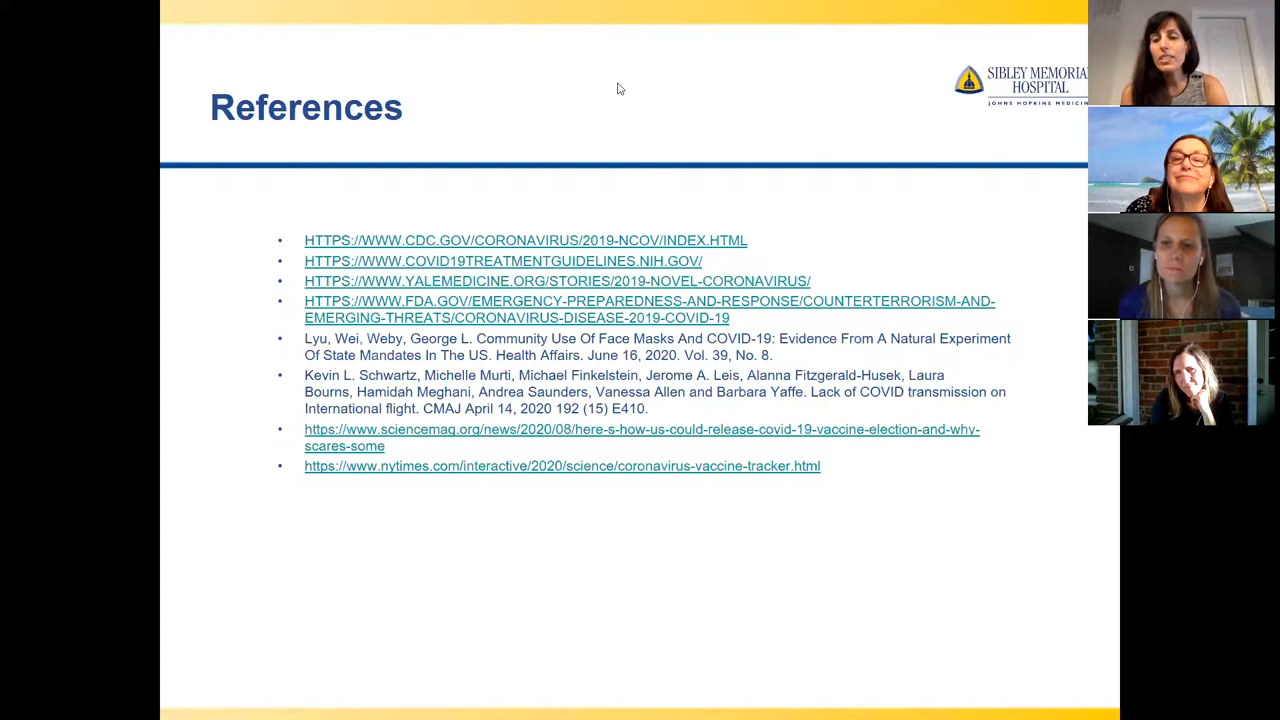 References
SIBLEY MEMORIA
HOSPITAL
JOHNS HOPKINS MEDICIN
• HTTPS://WWW.CDC.GOV/CORONAVIRUS/2019-NCOV/INDEX.HTML
• HTTPS://WWW.COVID19TREATMENTGUIDELINES.NIH.GOV/
• HTTPS://WWW.YALEMEDICINE.ORG/STORIES/2019-NOVEL-CORONAVIRUS/
• HTTPS://WWW.FDA.GOV/EMERGENCY-PREPAREDNESS-AND-RESPONSE/COUNTERTERRORISM-AND-
EMERGING-THREATS/CORONAVIRUS-DISEASE-2019-COVID-19
• Lyu, Wei, Weby, George L. Community Use Of Face Masks And COVID-19: Evidence From A Natural Experiment
Of State Mandates In The US. Health Affairs. June 16, 2020. Vol. 39, No. 8.
• Kevin L. Schwartz, Michelle Murti, Michael Finkelstein, Jerome A. Leis, Alanna Fitzgerald-Husek, Laura
Bourns, Hamidah Meghani, Andrea Saunders, Vanessa Allen and Barbara Yaffe. Lack of COVID transmission on
International flight. CMAJ April 14, 2020 192 (15) E410.
• https://www.sciencemag.org/news/2020/08/here-s-how-us-could-release-covid-19-vaccine-election-and-why-
scares-some
• https://www.nytimes.com/interactive/2020/science/coronavirus-vaccine-tracker.html